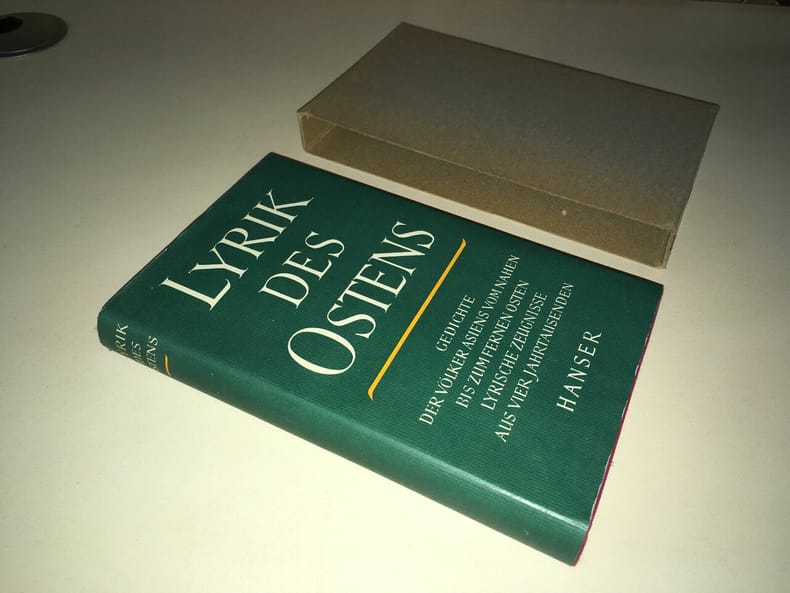 LYRIK
DES
OSTENS
GEDICHTE
DER VÖLKER ASIENS VOM NAHEN
BIS ZUM FERNEN OSTEN
LYRISCHE ZEUGNISSE
AUS VIER JAHRTAUSENDEN
HANSER
LYRIK
DES
OSTENS